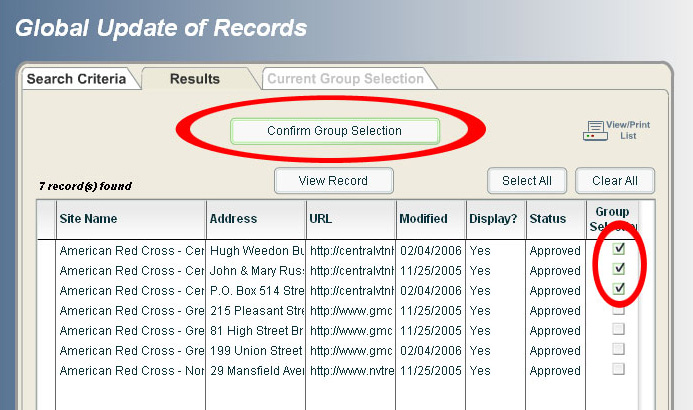 Global Update of Records
Search Criteria Results Current Group Selection
Confirm Group Selection
View/Print
List
7 record(s) found View Record Select All Clear All
Site Name Address URL Modified Display? Status Group
American Red Cross - Cer Hugh Weedon Bu http://centralvtnh 02/04/2006 Yes Approved
American Red Cross - Cer John & Mary Rus http://centralvtnh 11/25/2005 Yes Approved
American Red Cross - Cer P.O. Box 514 Stre http://centralvtnh 02/04/2006 Yes Approved
American Red Cross - Gre 215 Pleasant Stre http://www.gmc 11/25/2005 Yes Approved
American Red Cross - Gre 81 High Street Br http://www.gmc 11/25/2005 Yes Approved
American Red Cross - Gre 199 Union Street http://www.gmc 02/04/2006 Yes Approved
American Red Cross - Nor 29 Mansfield Aver http://www.nvtre 11/25/2005 Yes Approved